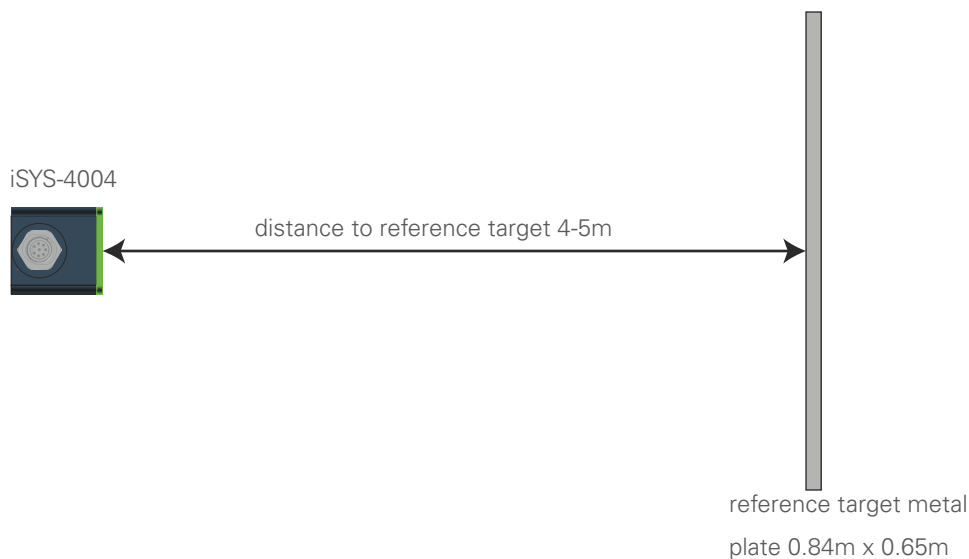 iSYS-4004
distance to reference target 4-5m
reference target metal
plate 0.84m x 0.65m